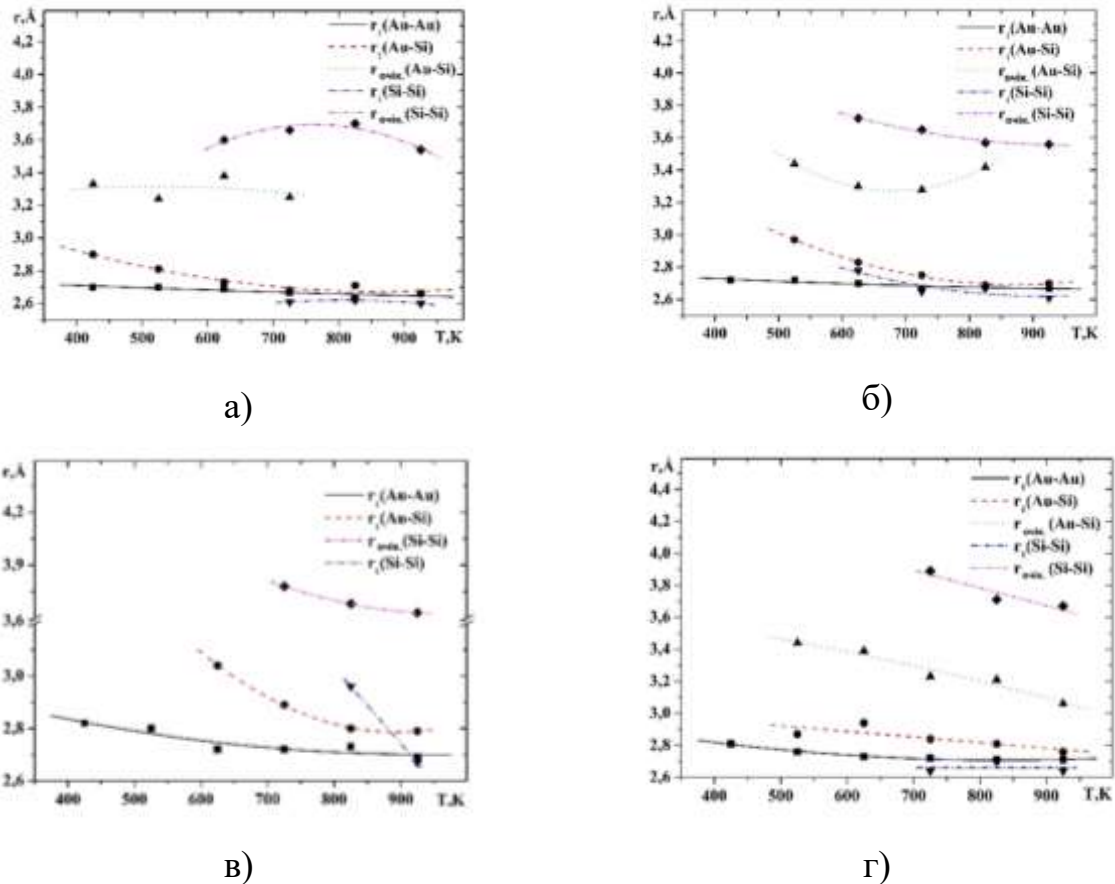 r,Å
4,2
4,0
3,8
3,6
3,4
3,2
3,0
2,8
2,6
400 500 600 700 800 900 T,K
r₁(Au-Au)
r₁(Au-Si)
(Au-Si)
r₁(Si-Si)
(Si-Si)
а)
r,Å
4,2
4,0
3,8
3,6
3,4
3,2
3,0
2,8
2,6
400 500 600 700 800 900 T,K
r₁(Au-Au)
r₁(Au-Si)
(Au-Si)
r₁(Si-Si)
(Si-Si)
б)
r,Å
4,2
3,9
3,6
3,0
2,8
2,6
400 500 600 700 800 900 T,K
r₁(Au-Au)
r₁(Au-Si)
(Si-Si)
r₁(Si-Si)
в)
r,Å
4,4
4,2
4,0
3,8
3,6
3,4
3,2
3,0
2,8
2,6
400 500 600 700 800 900 T,K
r₁(Au-Au)
r₁(Au-Si)
(Au-Si)
r₁(Si-Si)
(Si-Si)
г)